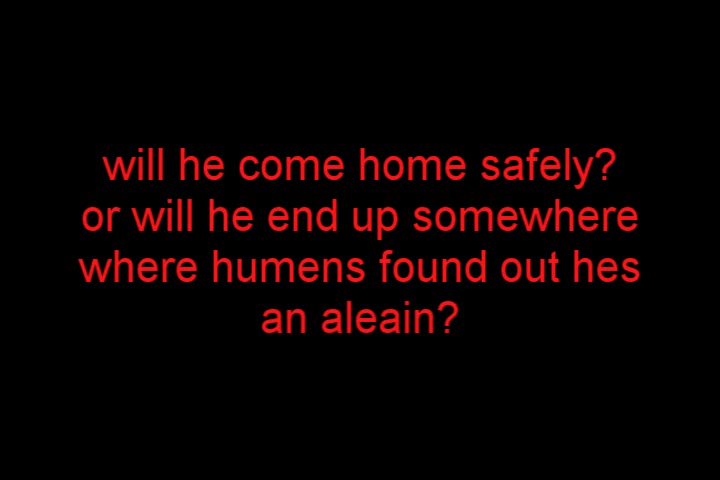 will he come home safely?
or will he end up somewhere
where humens found out hes
an aleain?